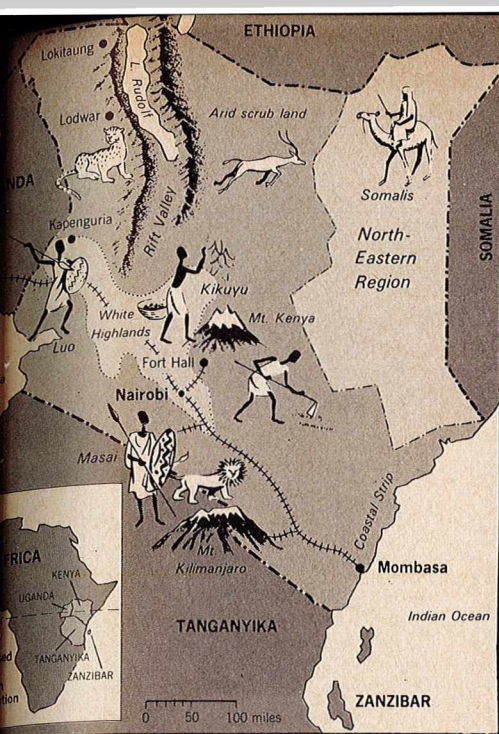 ETHIOPIA
Lokitaung
L. Rudolf
Lodwar
Arid scrub land
NDA
Rift Valley
Somalis
SOMALIA
Kapenguria
North-
Eastern
Region
Kikuyu
White
Highlands
Mt. Kenya
Luo
Fort Hall
Nairobi
Masai
Coastal Strip
Mt
Kilimanjaro
Mombasa
Indian Ocean
TANGANYIKA
ZANZIBAR
0 50 100 miles
FRICA
KENYA
UGANDA
TANGANYIKA
ZANZIBAR
sed
tion